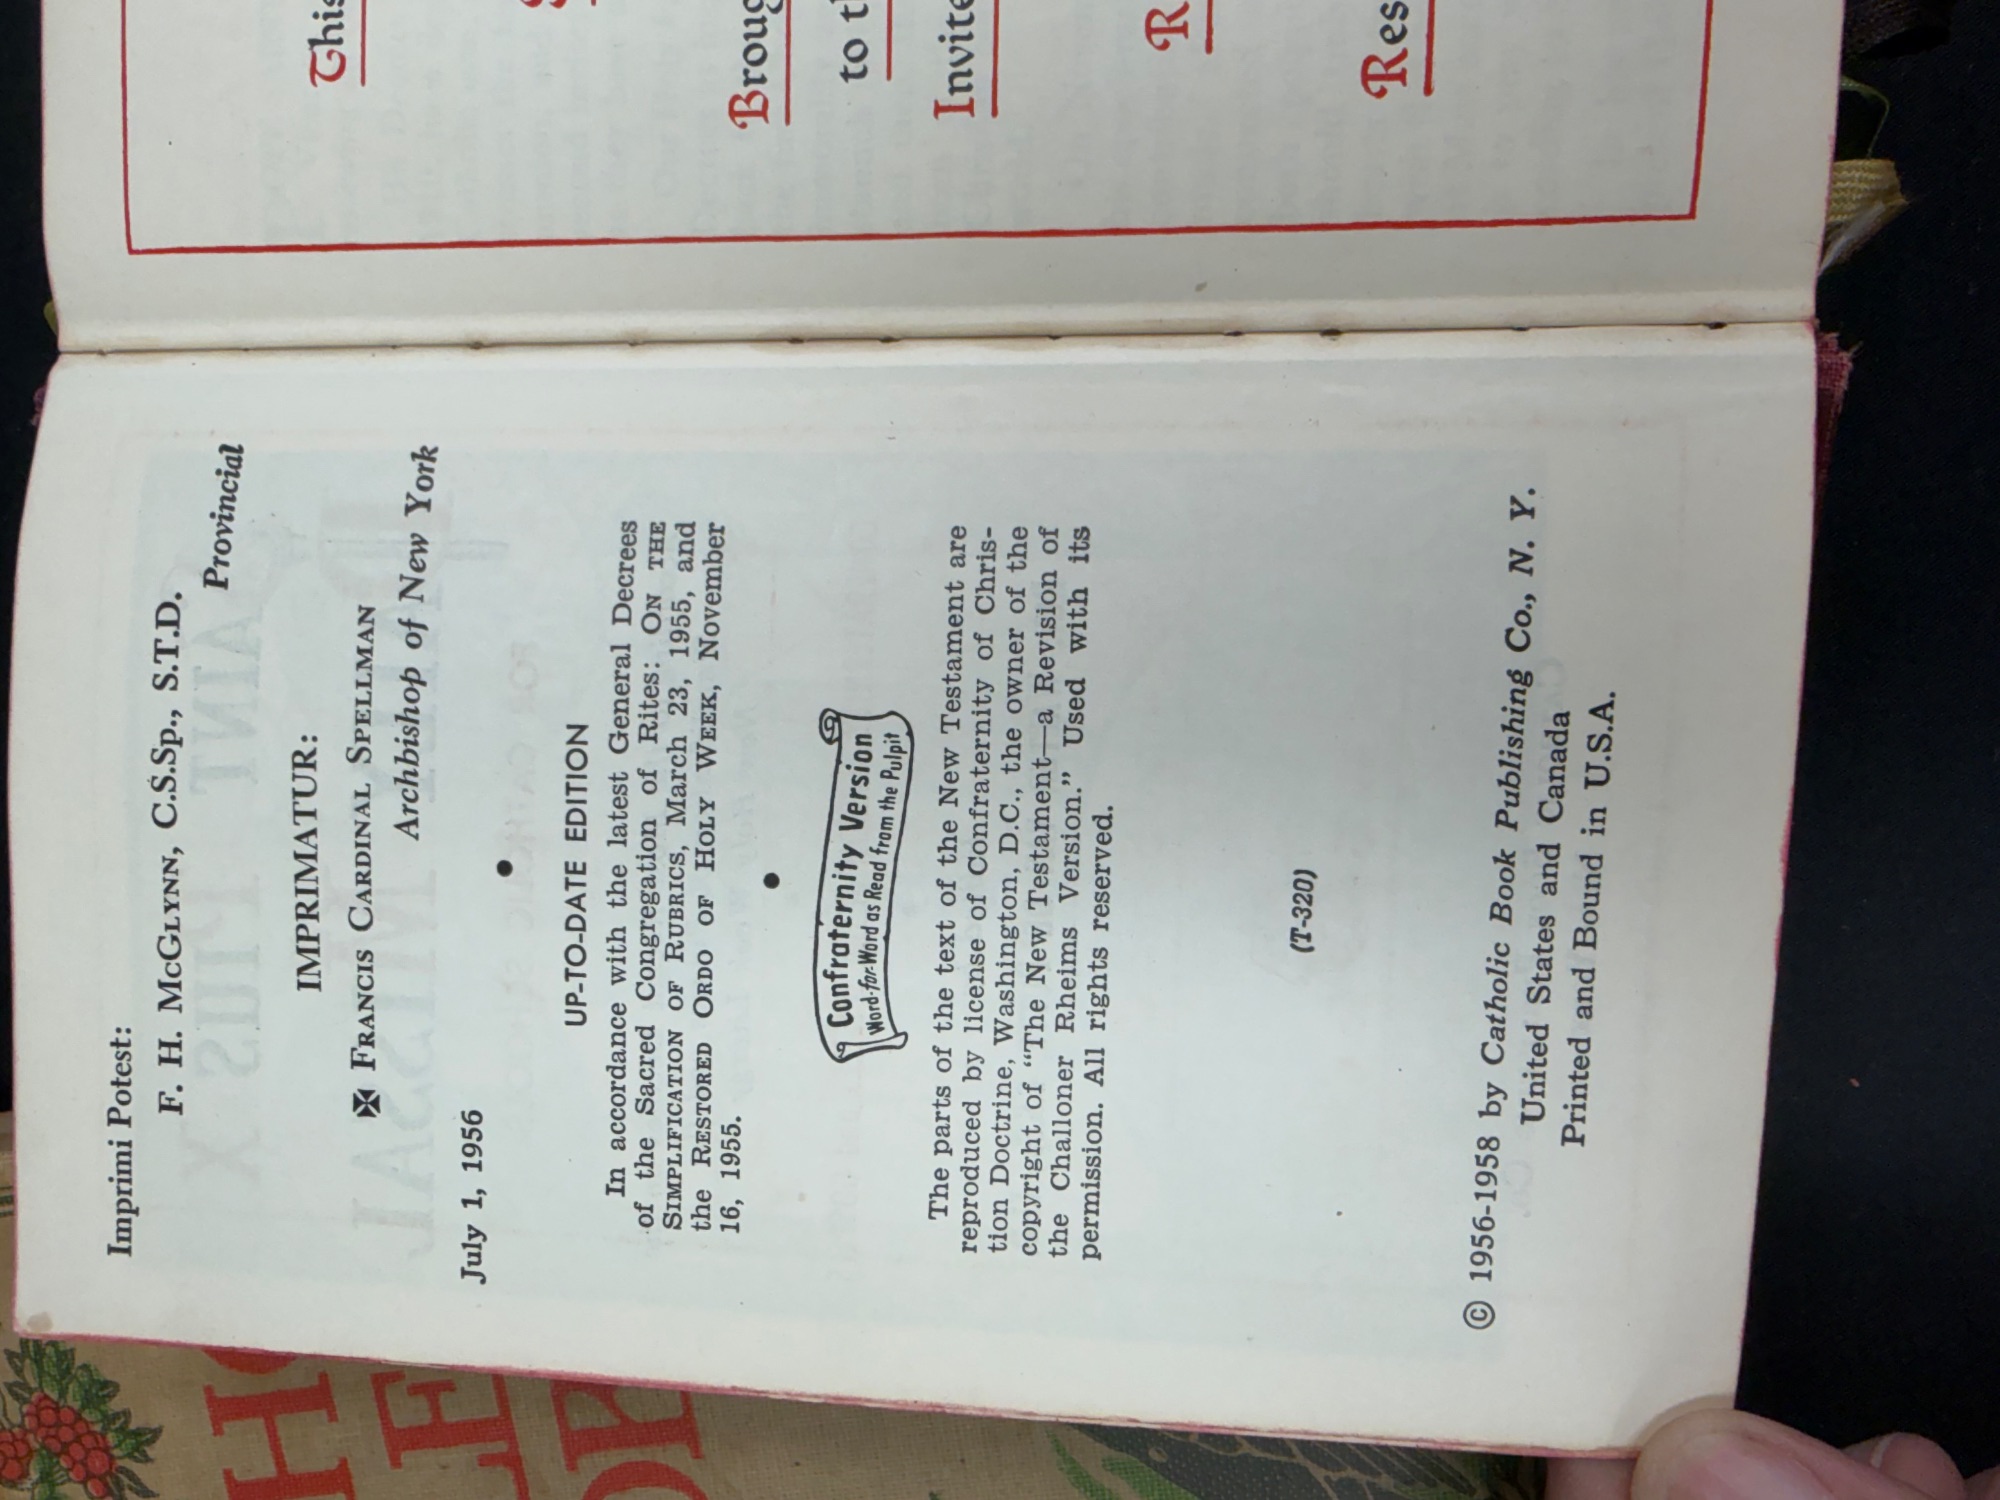 Imprimi Potest:
F. H. McGlynn, C.S.Sp., S.T.D.
Provincial
IMPRIMATUR:
✠ Francis Cardinal Spellman
Archbishop of New York
July 1, 1956
•
UP-TO-DATE EDITION
In accordance with the latest General Decrees
of the Sacred Congregation of Rites: On the
Simplification of Rubrics, March 23, 1955, and
the Restored Ordo of Holy Week, November
16, 1955.
•
Confraternity Version
Word-for-Word as Read from the Pulpit
The parts of the text of the New Testament are
reproduced by license of Confraternity of Chris-
tion Doctrine, Washington, D.C., the owner of the
copyright of "The New Testament—a Revision of
the Challoner Rheims Version." Used with its
permission. All rights reserved.
(T-320)
© 1956-1958 by Catholic Book Publishing Co., N. Y.
United States and Canada
Printed and Bound in U.S.A.
This
to t